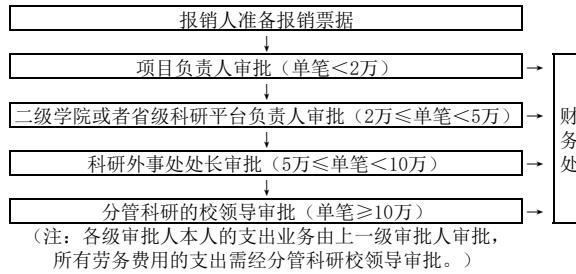 报销人准备报销票据
↓
项目负责人审批（单笔＜2万）→
↓
二级学院或者省级科研平台负责人审批（2万≤单笔＜5万）→
↓
科研外事处处长审批（5万≤单笔＜10万）→
↓
分管科研的校领导审批（单笔≥10万）→
财
务
处
（注：各级审批人本人的支出业务由上一级审批人审批，
所有劳务费用的支出需经分管科研校领导审批。）